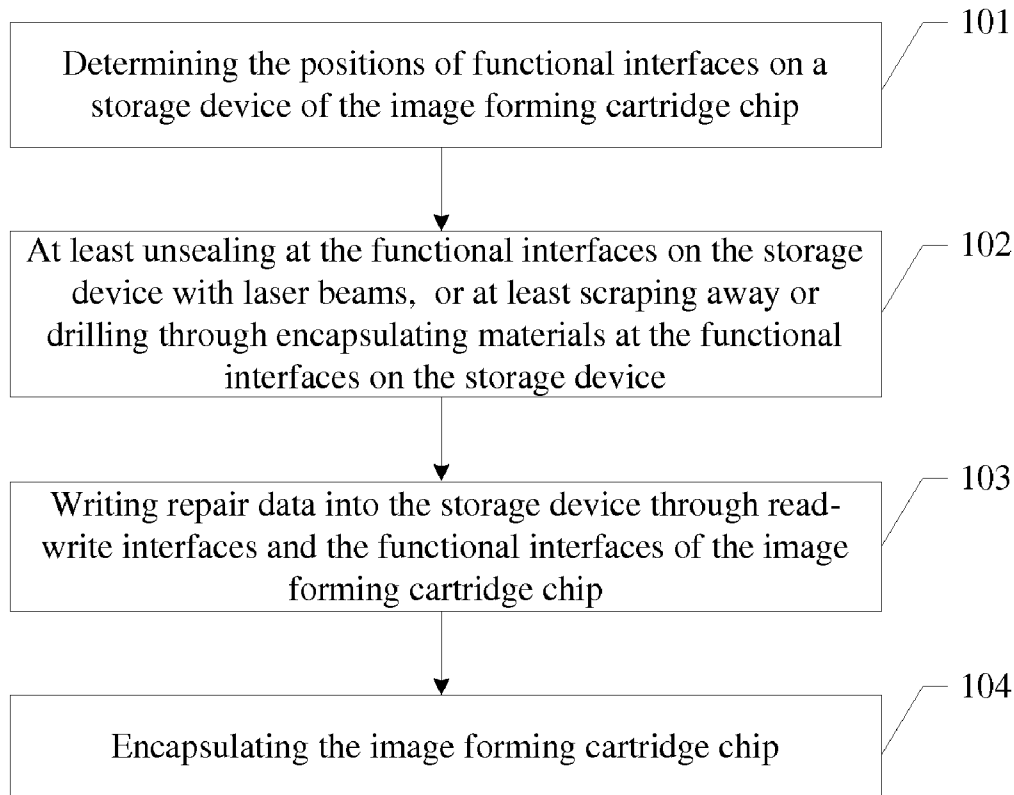 101
Determining the positions of functional interfaces on a
storage device of the image forming cartridge chip
102
At least unsealing at the functional interfaces on the storage
device with laser beams, or at least scraping away or
drilling through encapsulating materials at the functional
interfaces on the storage device
103
Writing repair data into the storage device through read-
write interfaces and the functional interfaces of the image
forming cartridge chip
104
Encapsulating the image forming cartridge chip